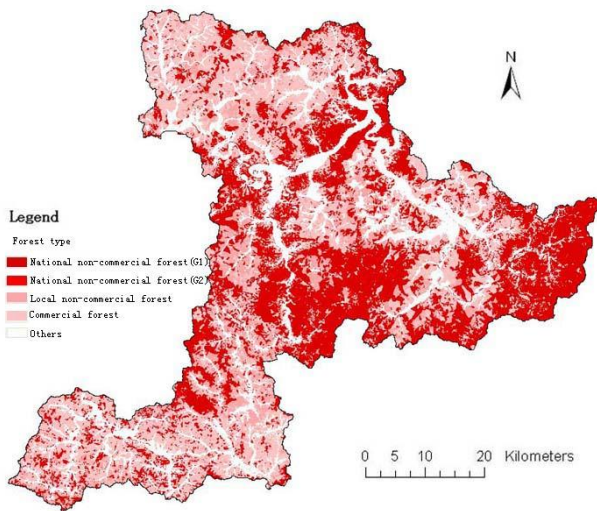 N
Legend
Forest type
National non-commercial forest(G1)
National non-commercial forest(G2)
Local non-commercial forest
Commercial forest
Others
0 5 10 20 Kilometers